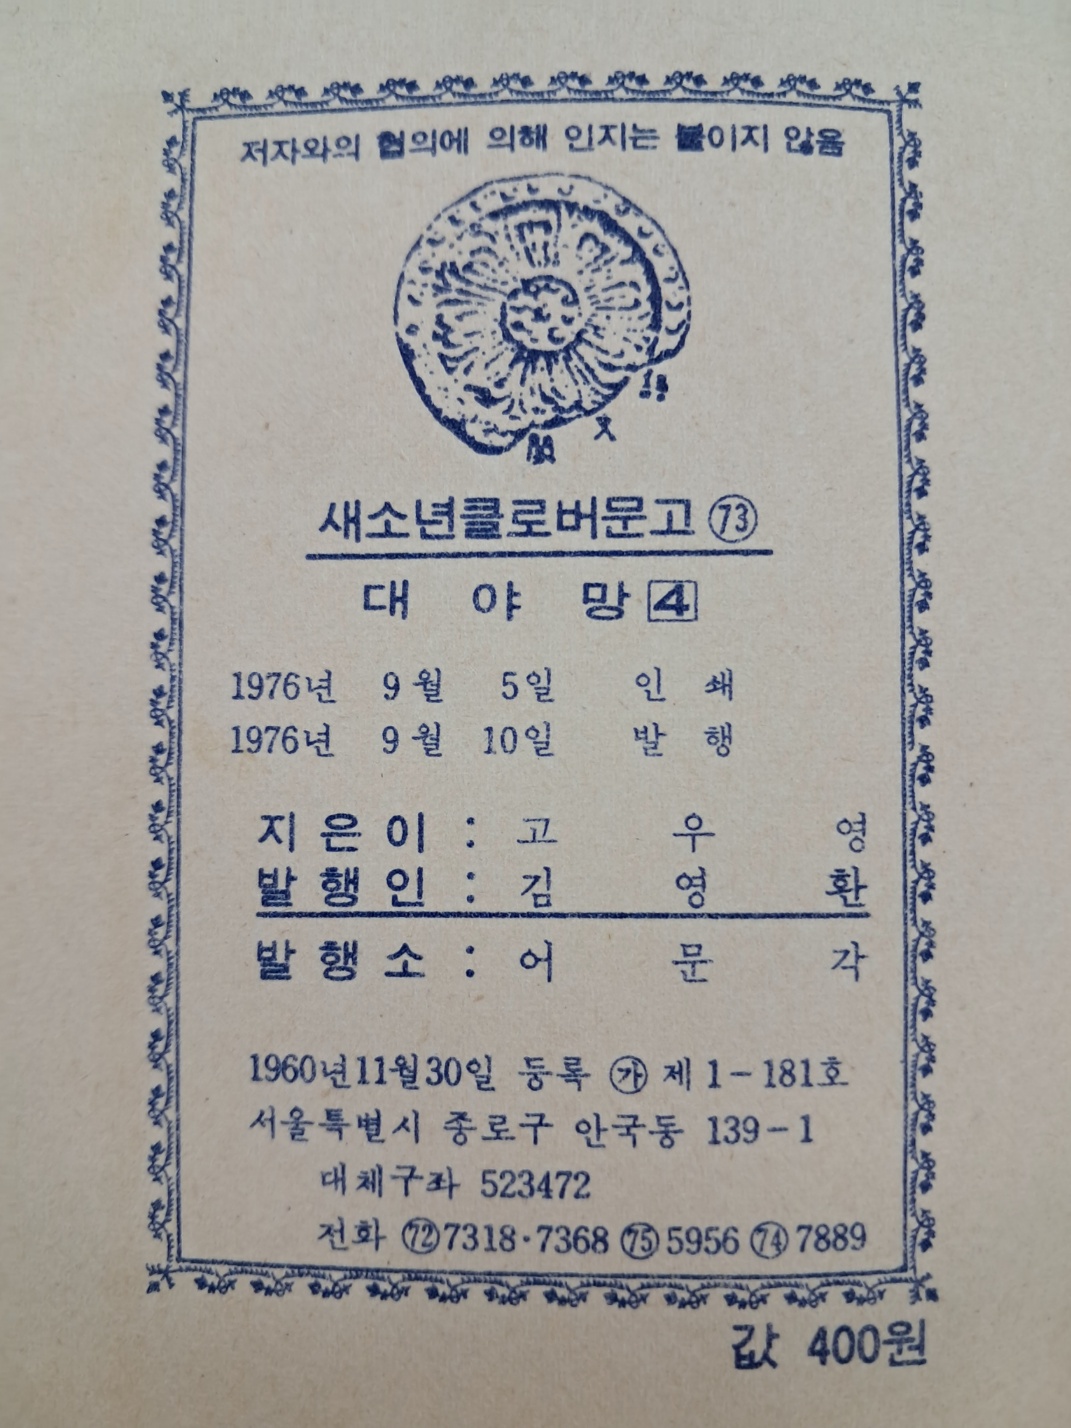 저자와의 협의에 의해 인지는 붙이지 않음
새소년클로버문고 73
대 야 망 4
1976년 9월 5일 인 쇄
1976년 9월 10일 발 행
지 은 이 : 고 우 영
발 행 인 : 김 영 환
발 행 소 : 어 문 각
1960년11월30일 등록 ㉮ 제 1-181호
서울특별시 종로구 안국동 139-1
대체구좌 523472
전화 ㉒7318·7368 ㉕5956 ㉔7889
값 400원